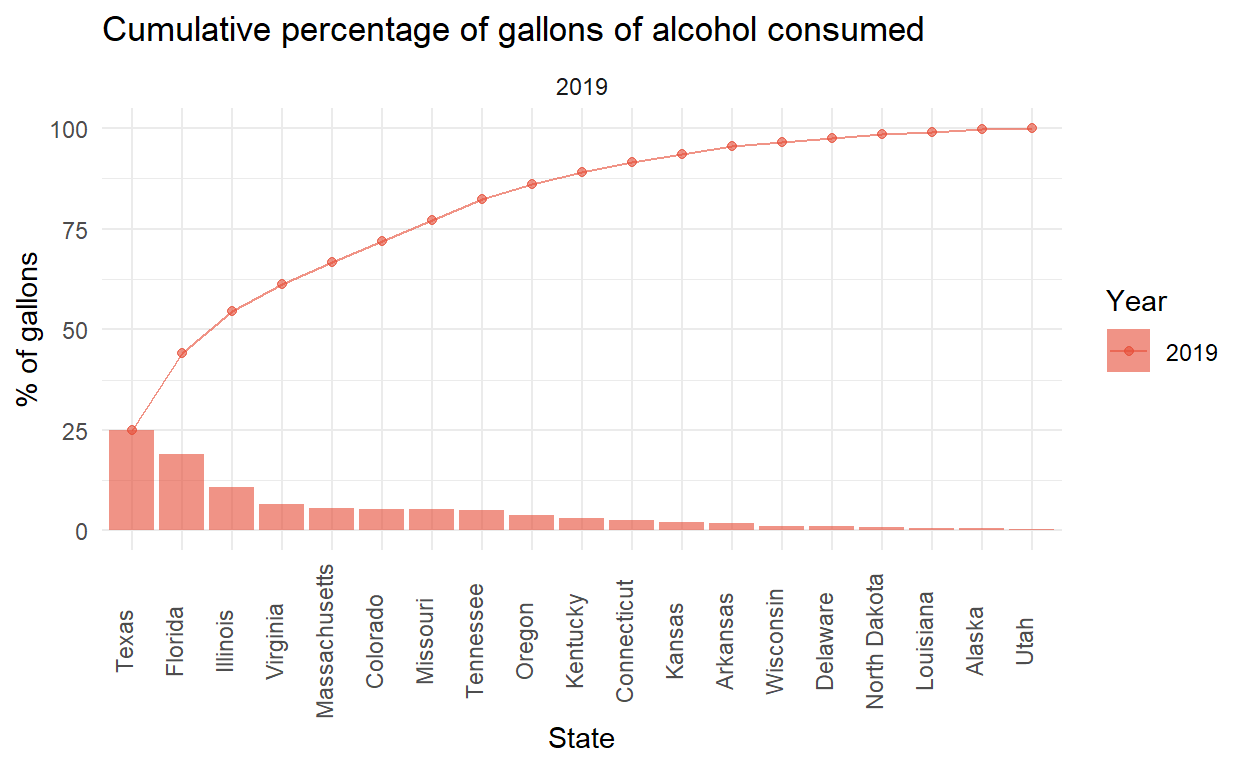 Cumulative percentage of gallons of alcohol consumed
2019
100
75
50
25
0
% of gallons
Texas
Florida
Illinois
Virginia
Massachusetts
Colorado
Missouri
Tennessee
Oregon
Kentucky
Connecticut
Kansas
Arkansas
Wisconsin
Delaware
North Dakota
Louisiana
Alaska
Utah
State
Year
2019